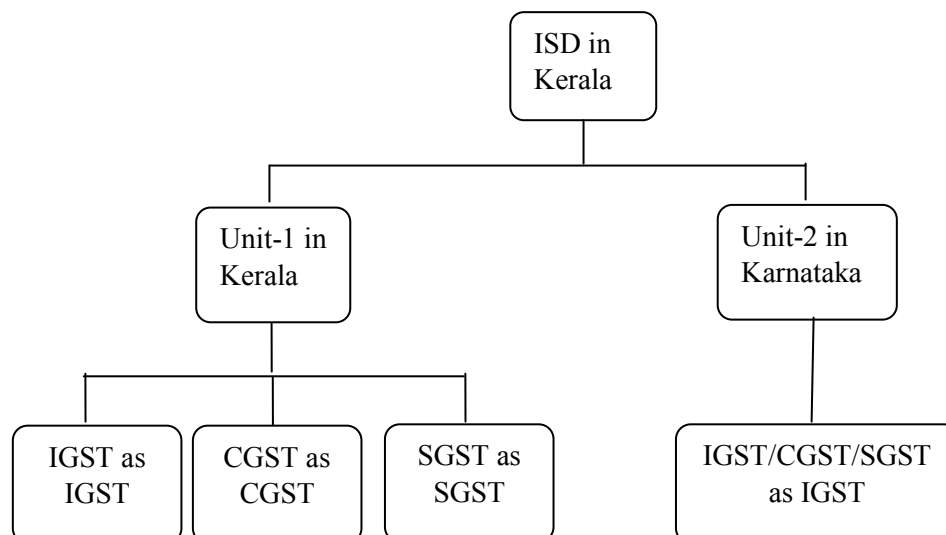 ISD in
Kerala
Unit-1 in
Kerala
Unit-2 in
Karnataka
IGST as
IGST
CGST as
CGST
SGST as
SGST
IGST/CGST/SGST
as IGST